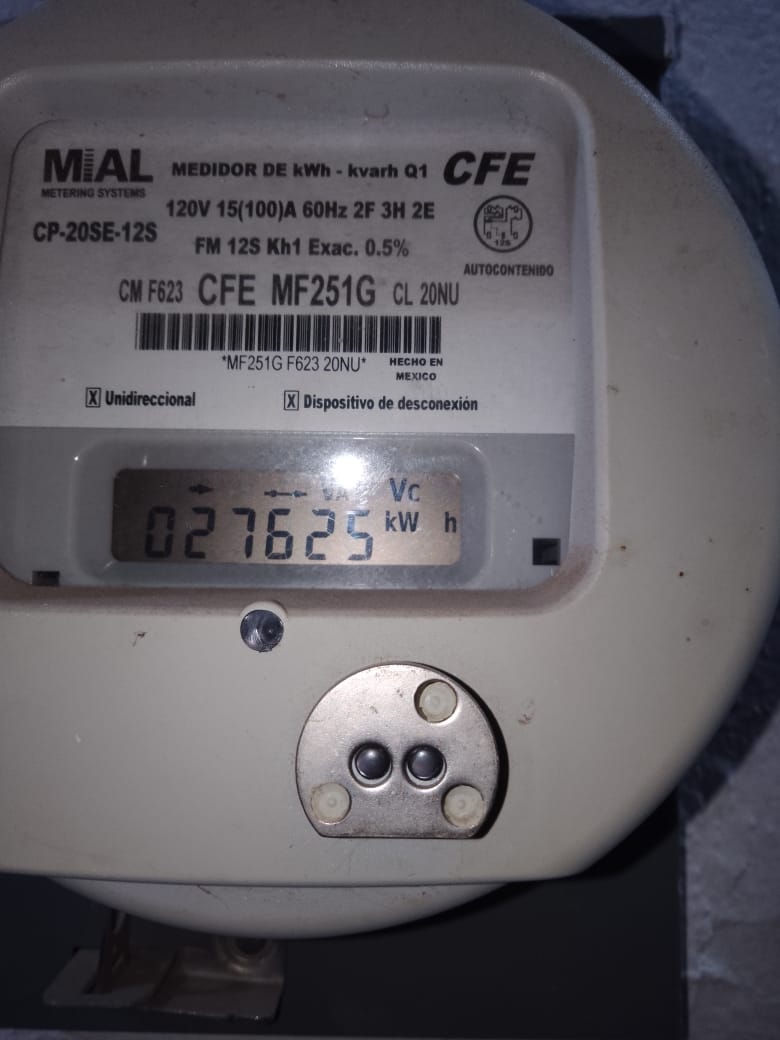 MIAL MEDIDOR DE kWh - kvarh Q1 CFE
METERING SYSTEMS
120V 15(100)A 60Hz 2F 3H 2E
CP-20SE-12S
FM 12S Kh1 Exac. 0.5%
12S
AUTOCONTENIDO
CM F623 CFE MF251G CL 20NU
*MF251G F623 20NU* HECHO EN
MEXICO
X Unidireccional X Dispositivo de desconexión
VA Vc
027625 kW h